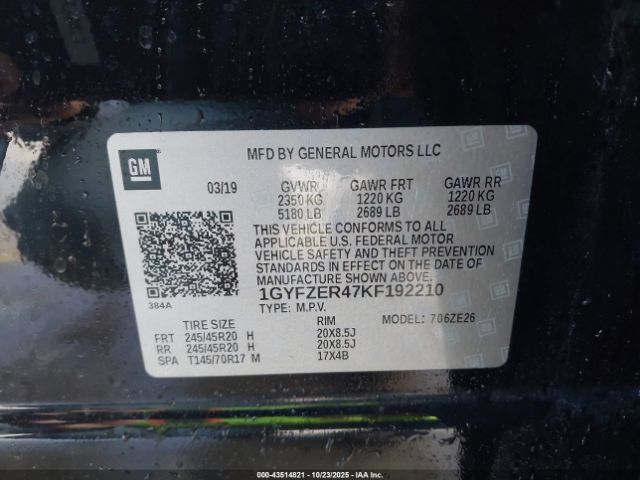 GM
MFD BY GENERAL MOTORS LLC
03/19 GVWR GAWR FRT GAWR RR
2350 KG 1220 KG 1220 KG
5180 LB 2689 LB 2689 LB
THIS VEHICLE CONFORMS TO ALL
APPLICABLE U.S. FEDERAL MOTOR
VEHICLE SAFETY AND THEFT PREVENTION
STANDARDS IN EFFECT ON THE DATE OF
MANUFACTURE SHOWN ABOVE.
384A
1GYFZER47KF192210
TYPE: M.P.V.
MODEL: 706ZE26
TIRE SIZE RIM
FRT 245/45R20 H 20X8.5J
RR 245/45R20 H 20X8.5J
SPA T145/70R17 M 17X4B
000-43514821 - 10/23/2025 - IAA Inc.